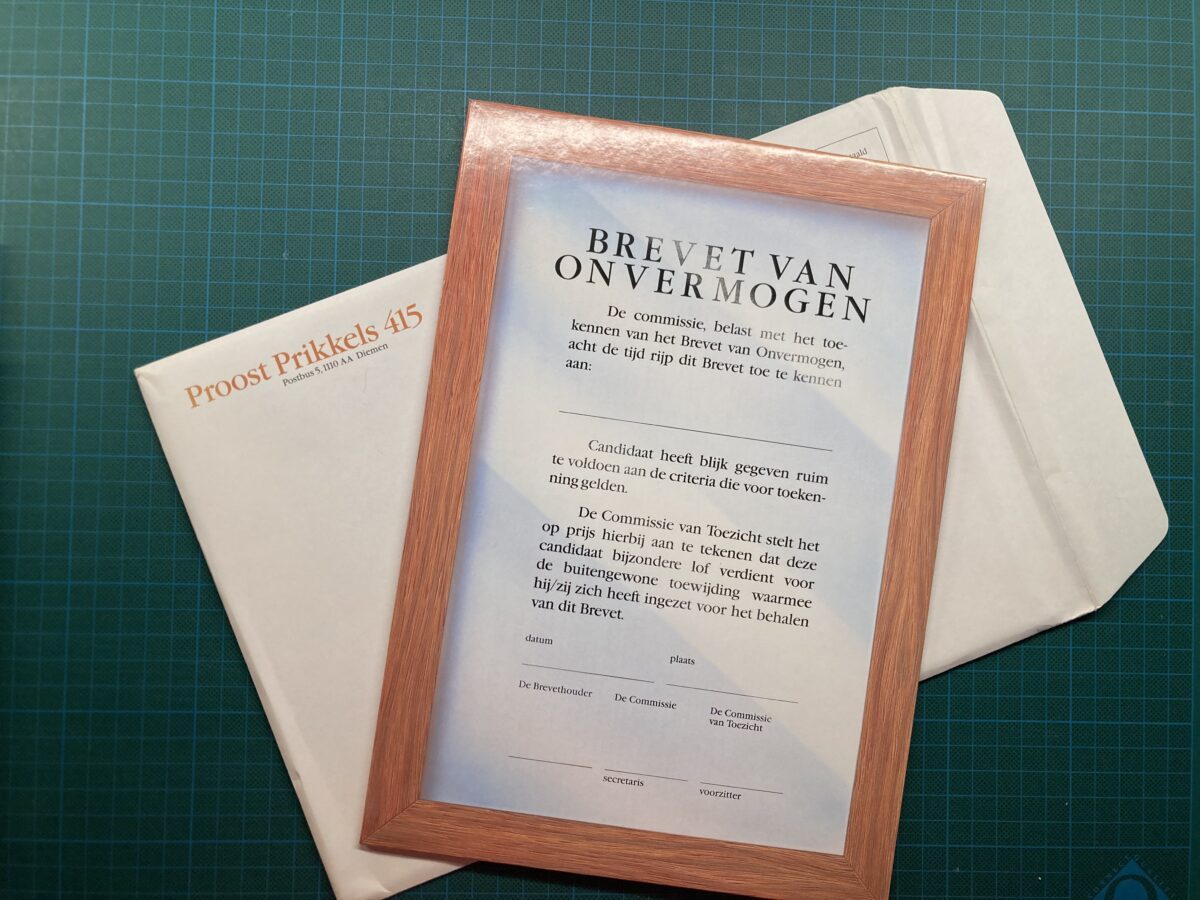 Proost Prikkels 415
Postbus 5, 1110 AA Diemen
BREVET VAN
ONVERMOGEN
De commissie, belast met het toe-
kennen van het Brevet van Onvermogen,
acht de tijd rijp dit Brevet toe te kennen
aan:
Candidaat heeft blijk gegeven ruim
te voldoen aan de criteria die voor toeken-
ning gelden.
De Commissie van Toezicht stelt het
op prijs hierbij aan te tekenen dat deze
candidaat bijzondere lof verdient voor
de buitengewone toewijding waarmee
hij/zij zich heeft ingezet voor het behalen
van dit Brevet.
datum
plaats
De Brevethouder
De Commissie
De Commissie
van Toezicht
secretaris
voorzitter